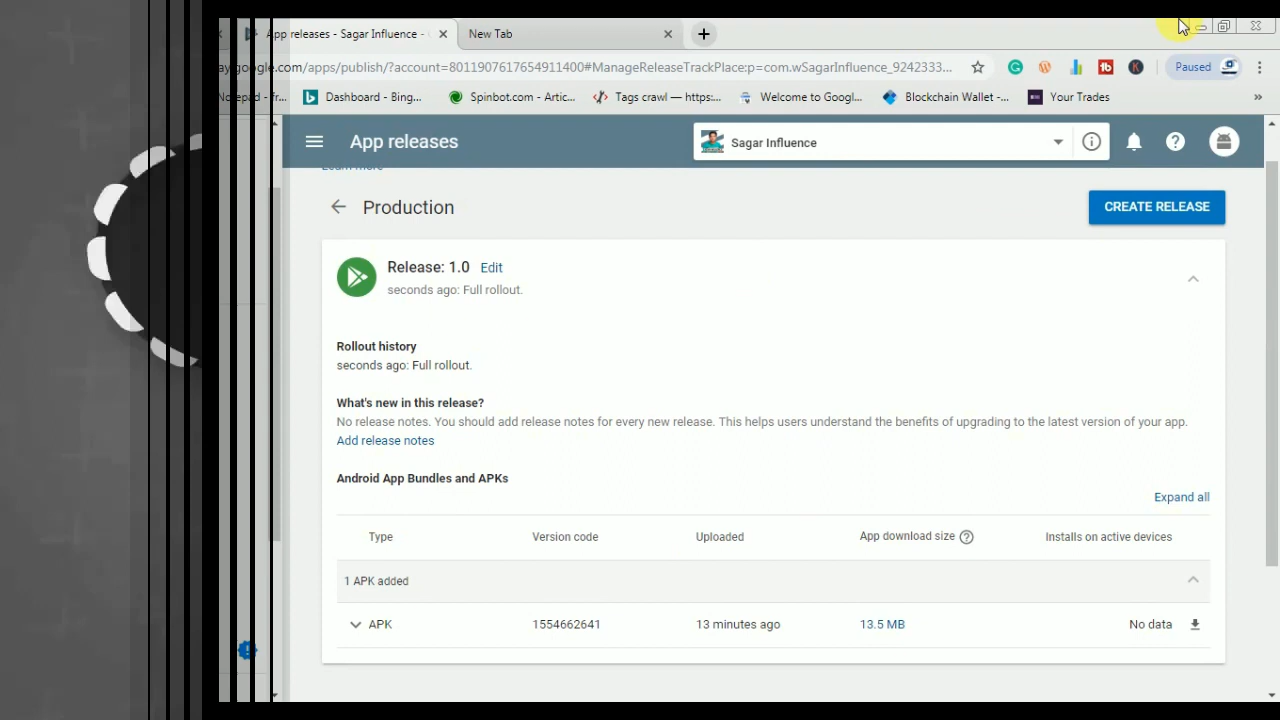 App releases - Sagar Influence -
New Tab
ay.google.com/apps/publish/?account=8011907617654911400#ManageReleaseTrackPlace:p=com.wSagarInfluence_9242393...
Paused
Notepad - fr...
Dashboard - Bing...
Spinbot.com - Artic...
Tags crawl — https:...
Welcome to Googl...
Blockchain Wallet -...
Your Trades
»
App releases
Sagar Influence
Learn more
Production
CREATE RELEASE
Release: 1.0 Edit
seconds ago: Full rollout.
Rollout history
seconds ago: Full rollout.
What's new in this release?
No release notes. You should add release notes for every new release. This helps users understand the benefits of upgrading to the latest version of your app.
Add release notes
Android App Bundles and APKs
Expand all
Type Version code Uploaded App download size Installs on active devices
1 APK added
APK 1554662641 13 minutes ago 13.5 MB No data